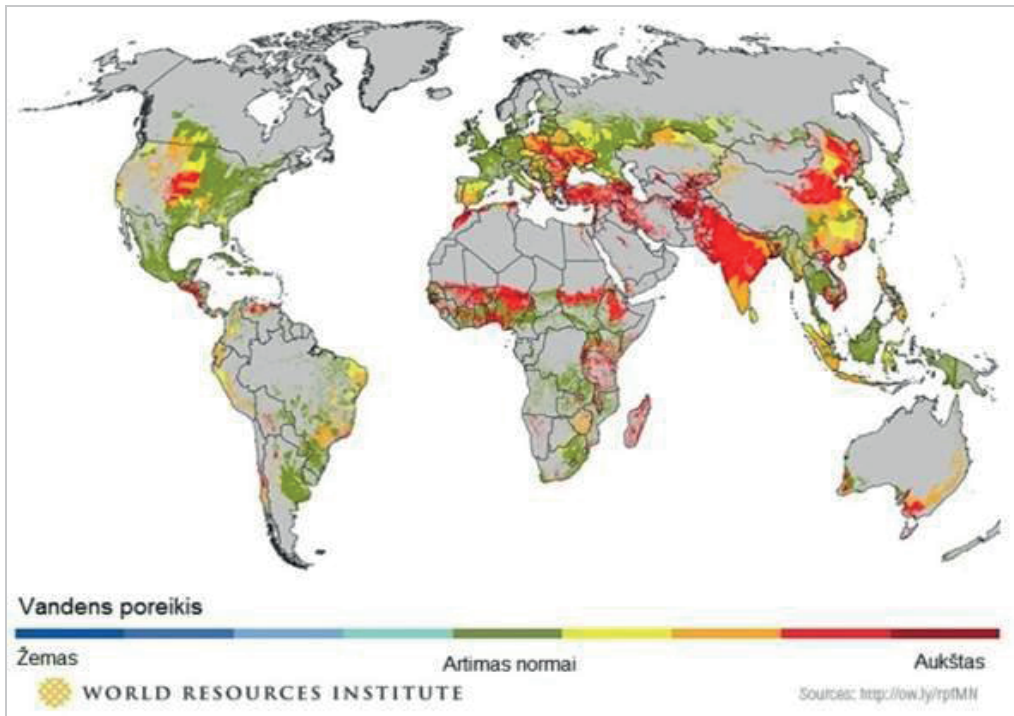 Vandens poreikis
Žemas
Artimas normai
Aukštas
WORLD RESOURCES INSTITUTE
Sources: http://ow.ly/rpfMN